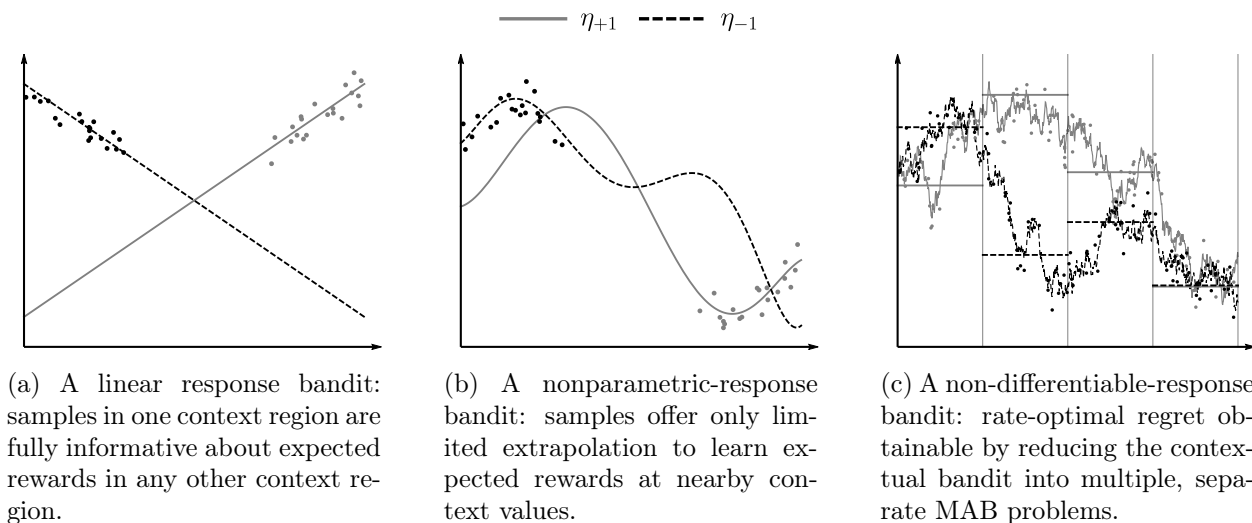 η+1 η−1
(a) A linear response bandit:
samples in one context region are
fully informative about expected
rewards in any other context re-
gion.
(b) A nonparametric-response
bandit: samples offer only lim-
ited extrapolation to learn ex-
pected rewards at nearby con-
text values.
(c) A non-differentiable-response
bandit: rate-optimal regret ob-
tainable by reducing the contex-
tual bandit into multiple, sepa-
rate MAB problems.